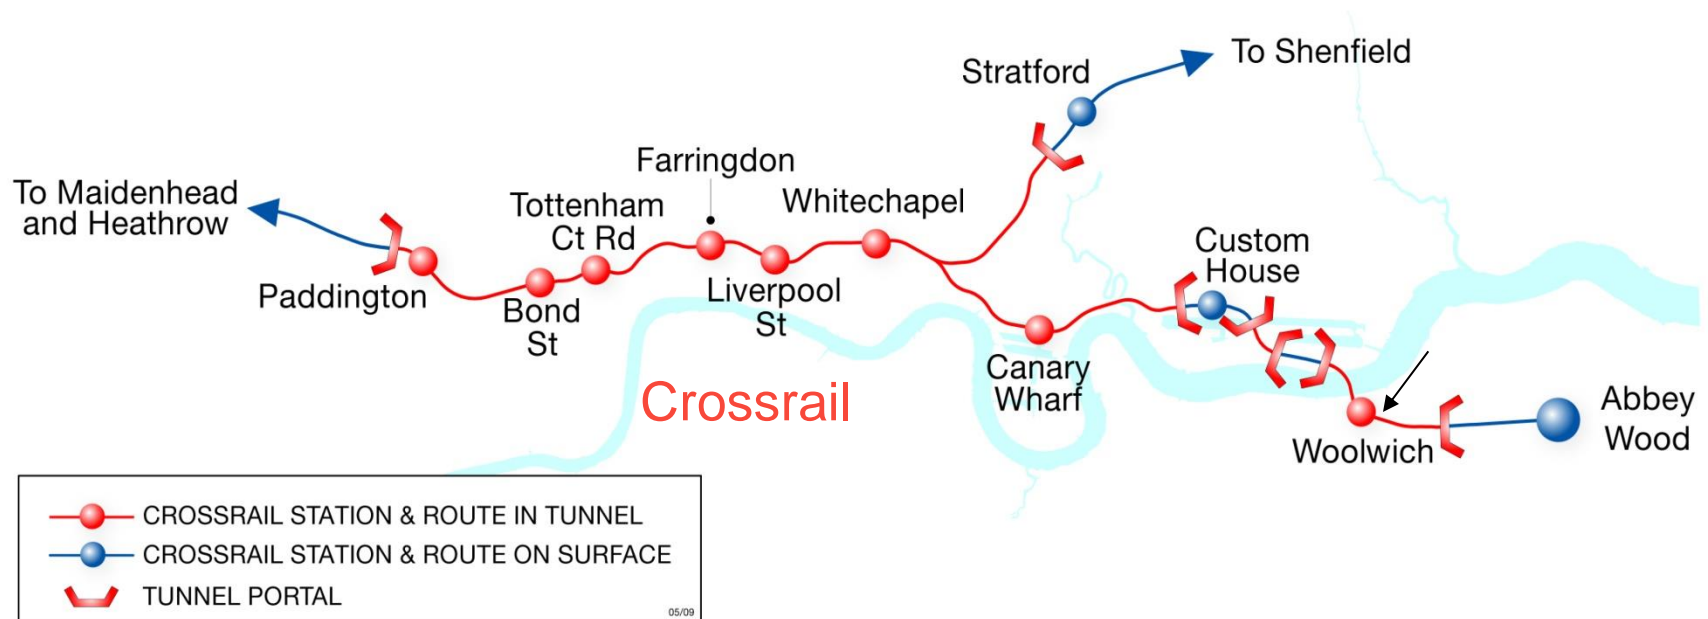 Stratford
To Shenfield
Farringdon
To Maidenhead
and Heathrow
Tottenham
Ct Rd
Whitechapel
Custom
House
Paddington
Bond
St
Liverpool
St
Canary
Wharf
Crossrail
Woolwich
Abbey
Wood
CROSSRAIL STATION & ROUTE IN TUNNEL
CROSSRAIL STATION & ROUTE ON SURFACE
TUNNEL PORTAL
05/09